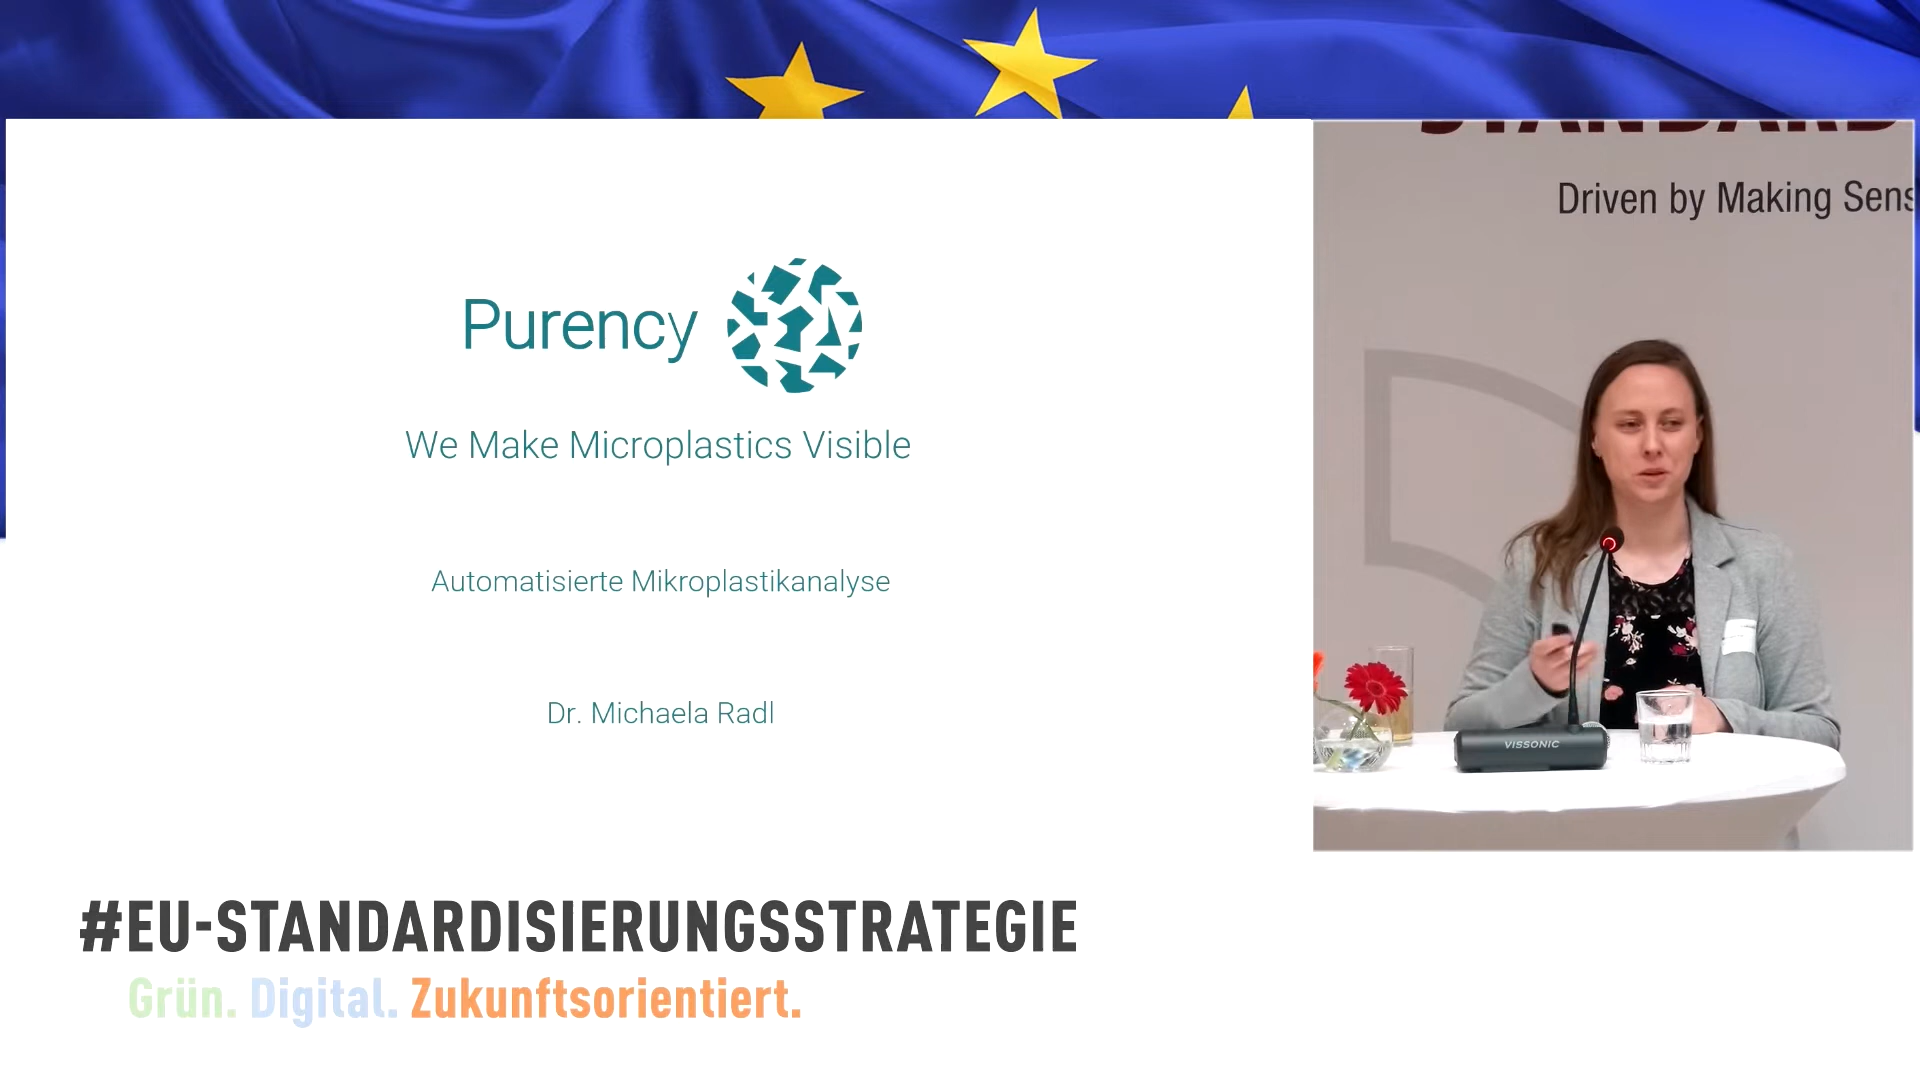 Purency
We Make Microplastics Visible
Automatisierte Mikroplastikanalyse
Dr. Michaela Radl
Driven by Making
VISSONIC
#EU-STANDARDISIERUNGSSTRATEGIE
Grün. Digital. Zukunftsorientiert.